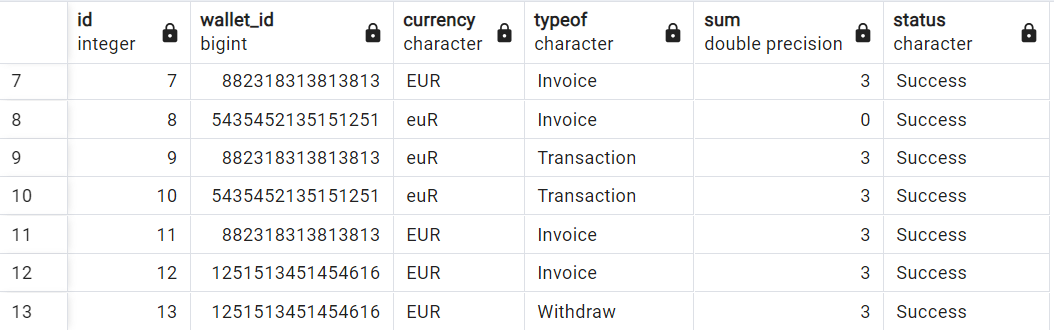 id wallet_id currency typeof sum status
integer bigint character character double precision character
7 7 882318313813813 EUR Invoice 3 Success
8 8 5435452135151251 euR Invoice 0 Success
9 9 882318313813813 euR Transaction 3 Success
10 10 5435452135151251 euR Transaction 3 Success
11 11 882318313813813 EUR Invoice 3 Success
12 12 1251513451454616 EUR Invoice 3 Success
13 13 1251513451454616 EUR Withdraw 3 Success